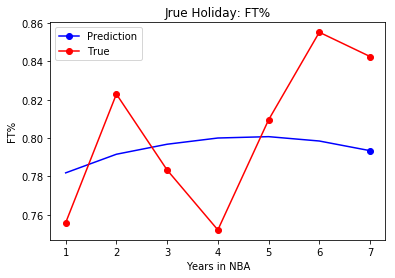 Jrue Holiday: FT%
Prediction
True
FT%
0.86
0.84
0.82
0.80
0.78
0.76
1 2 3 4 5 6 7
Years in NBA